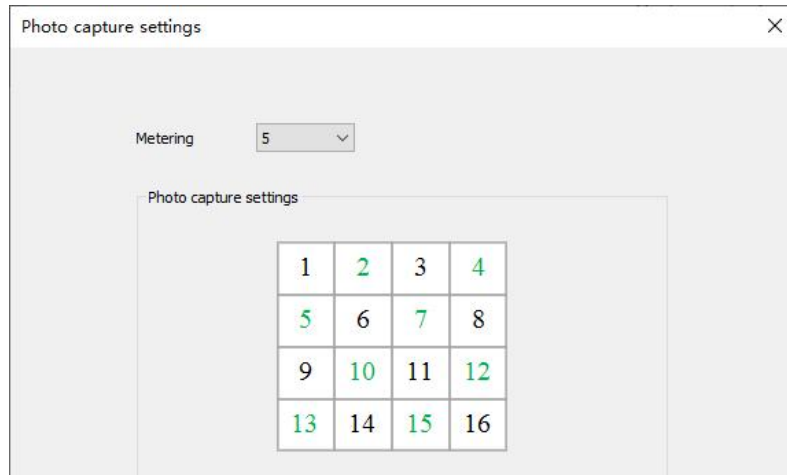 Photo capture settings
Metering 5
Photo capture settings
1 2 3 4
5 6 7 8
9 10 11 12
13 14 15 16